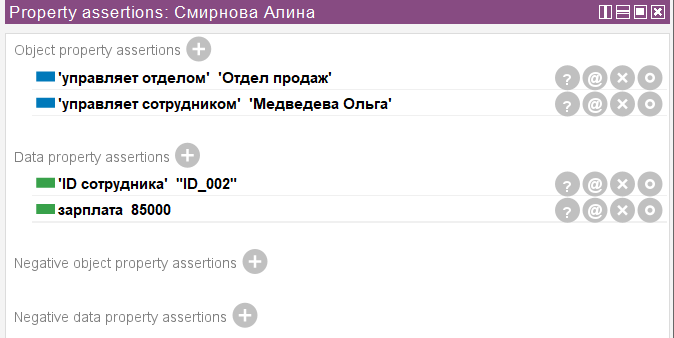 Property assertions: Смирнова Алина
Object property assertions
'управляет отделом' 'Отдел продаж'
'управляет сотрудником' 'Медведева Ольга'
Data property assertions
'ID сотрудника' "ID_002"
зарплата 85000
Negative object property assertions
Negative data property assertions